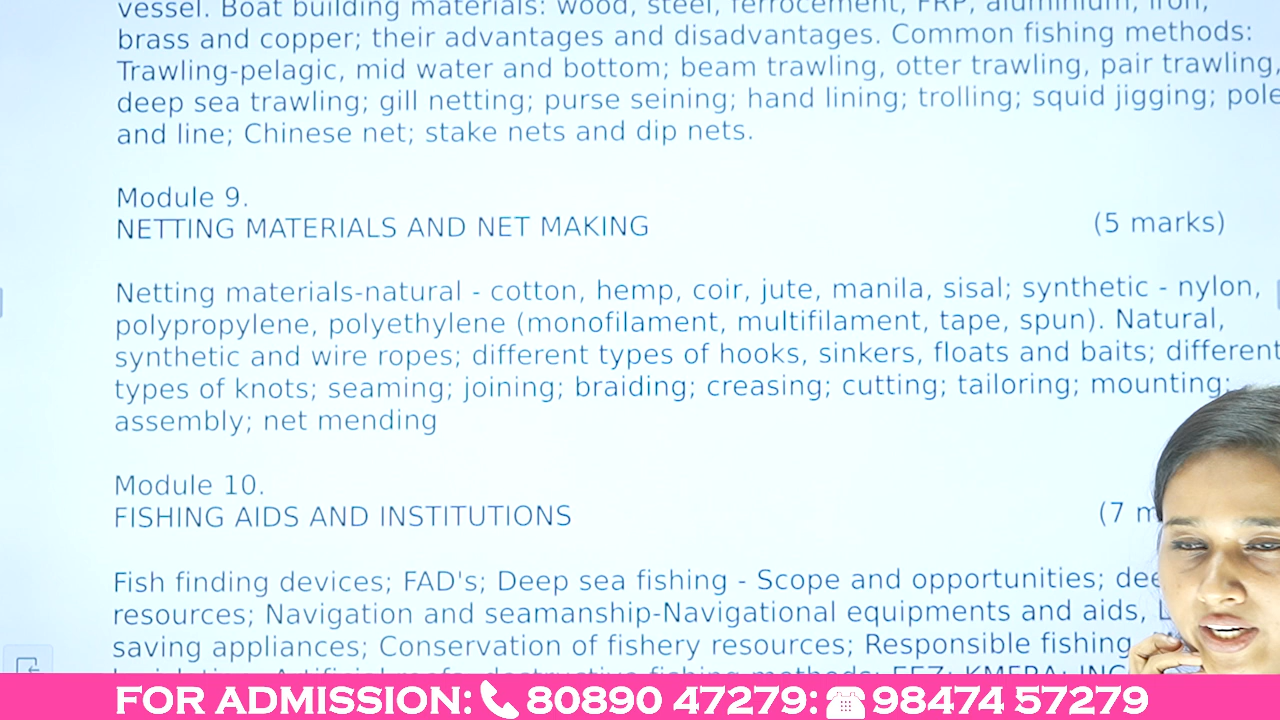 vessel. Boat building materials: wood, steel, ferrocement, FRP, aluminium, iron,
brass and copper; their advantages and disadvantages. Common fishing methods:
Trawling-pelagic, mid water and bottom; beam trawling, otter trawling, pair trawling,
deep sea trawling; gill netting; purse seining; hand lining; trolling; squid jigging; pole
and line; Chinese net; stake nets and dip nets.
Module 9.
NETTING MATERIALS AND NET MAKING (5 marks)
Netting materials-natural - cotton, hemp, coir, jute, manila, sisal; synthetic - nylon,
polypropylene, polyethylene (monofilament, multifilament, tape, spun). Natural,
synthetic and wire ropes; different types of hooks, sinkers, floats and baits; different
types of knots; seaming; joining; braiding; creasing; cutting; tailoring; mounting;
assembly; net mending
Module 10.
FISHING AIDS AND INSTITUTIONS (7
Fish finding devices; FAD's; Deep sea fishing - Scope and opportunities;
resources; Navigation and seamanship-Navigational equipments and aids,
saving appliances; Conservation of fishery resources; Responsible fishing
FOR ADMISSION: 80890 47279: 98474 57279